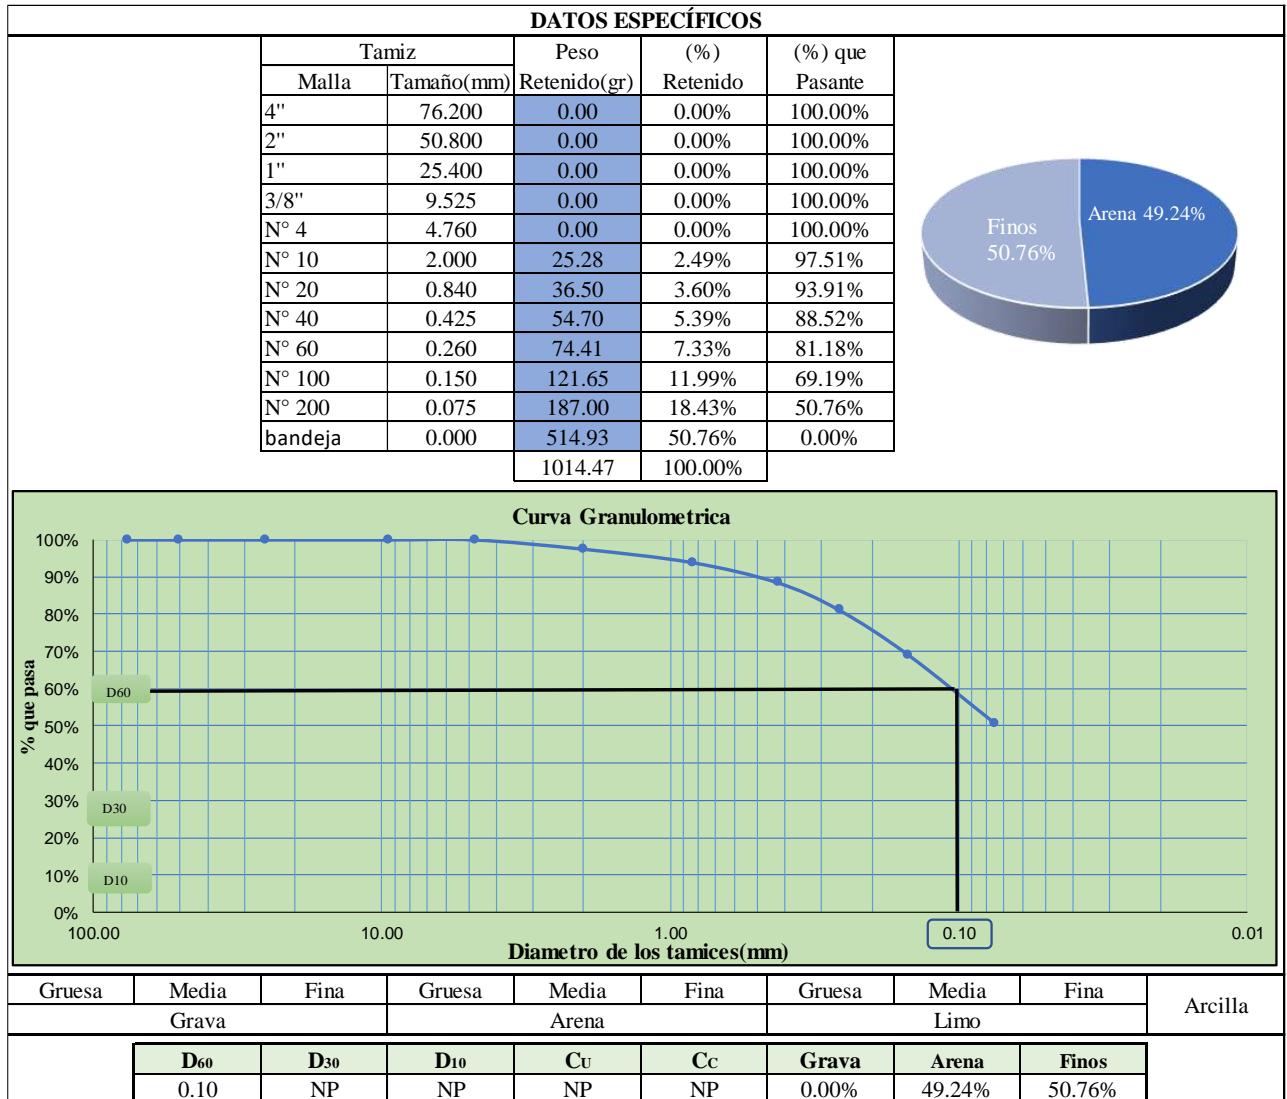 DATOS ESPECÍFICOS
Tamiz Peso (%) (%) que
Malla Tamaño(mm) Retenido(gr) Retenido Pasante
4" 76.200 0.00 0.00% 100.00%
2" 50.800 0.00 0.00% 100.00%
1" 25.400 0.00 0.00% 100.00%
3/8" 9.525 0.00 0.00% 100.00%
N° 4 4.760 0.00 0.00% 100.00%
N° 10 2.000 25.28 2.49% 97.51%
N° 20 0.840 36.50 3.60% 93.91%
N° 40 0.425 54.70 5.39% 88.52%
N° 60 0.260 74.41 7.33% 81.18%
N° 100 0.150 121.65 11.99% 69.19%
N° 200 0.075 187.00 18.43% 50.76%
bandeja 0.000 514.93 50.76% 0.00%
1014.47 100.00%
Arena 49.24%
Finos
50.76%
Curva Granulometrica
% que pasa
100%
90%
80%
70%
60%
50%
40%
30%
20%
10%
0%
D60
D30
D10
100.00 10.00 1.00 0.10 0.01
Diametro de los tamices(mm)
Gruesa Media Fina Gruesa Media Fina Gruesa Media Fina Arcilla
Grava Arena Limo
D60 D30 D10 CU CC Grava Arena Finos
0.10 NP NP NP NP 0.00% 49.24% 50.76%